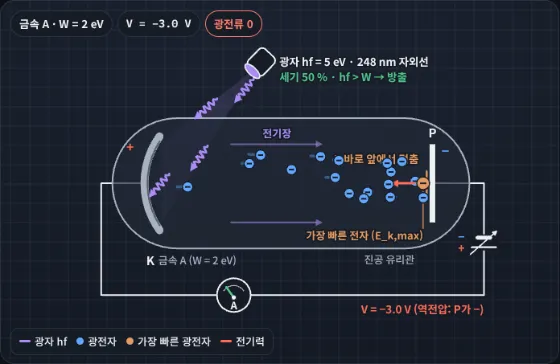 금속 A · W = 2 eV
V = −3.0 V
광전류 0
광자 hf = 5 eV · 248 nm 자외선
세기 50 % · hf > W → 방출
전기장
P
+
−
바로 앞에서 멈춤
가장 빠른 전자 (E_k,max)
K 금속 A (W = 2 eV)
진공 유리관
−
+
A
V = −3.0 V (역전압: P가 −)
광자 hf
광전자
가장 빠른 광전자
전기력